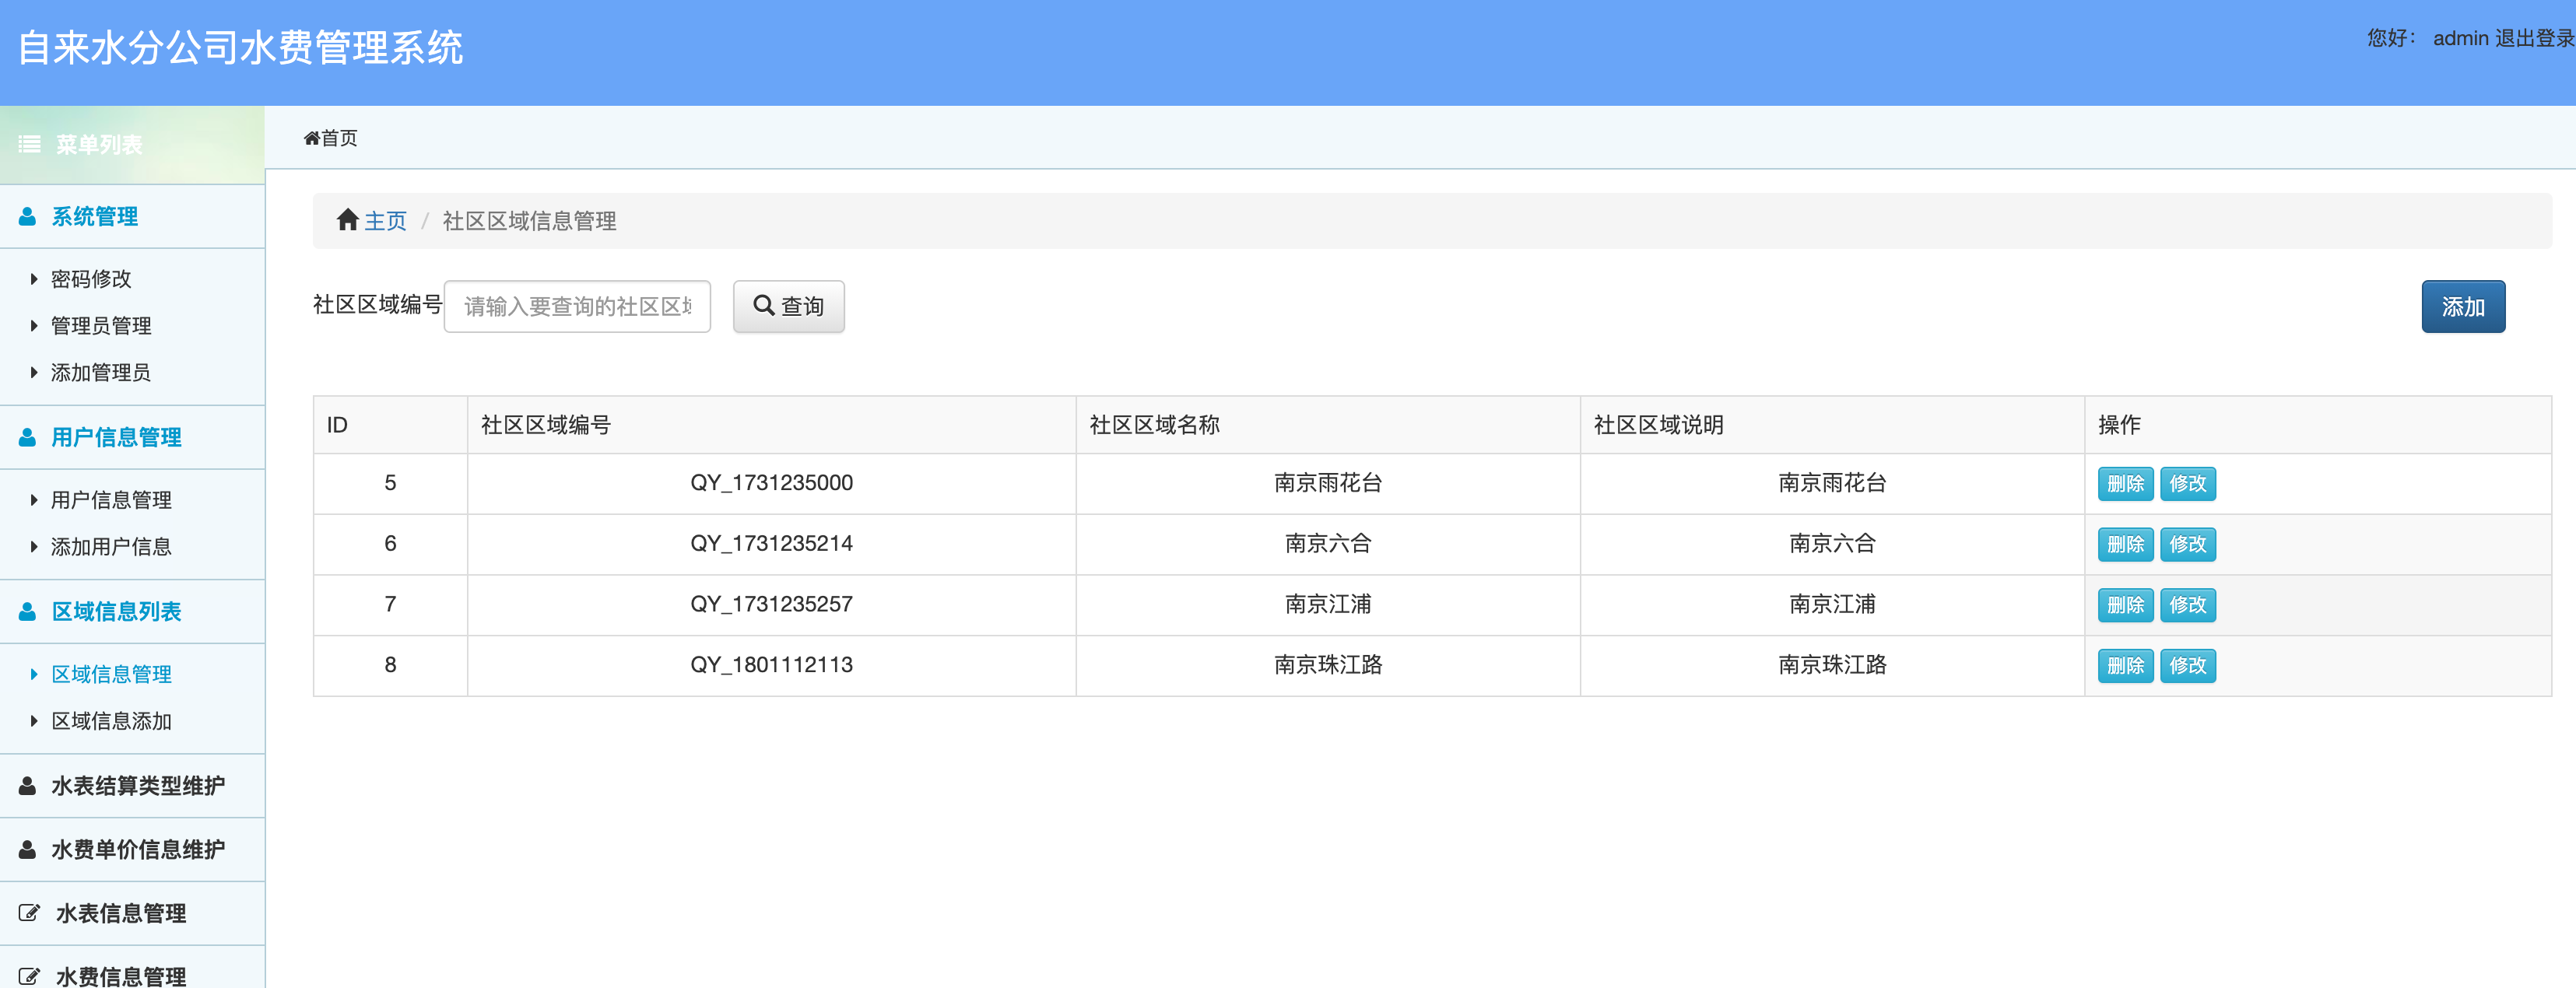 自来水分公司水费管理系统
您好： admin 退出登录
菜单列表
首页
系统管理
密码修改
管理员管理
添加管理员
用户信息管理
用户信息管理
添加用户信息
区域信息列表
区域信息管理
区域信息添加
水表结算类型维护
水费单价信息维护
水表信息管理
水费信息管理
主页 / 社区区域信息管理
社区区域编号 请输入要查询的社区区 查询 添加
ID 社区区域编号 社区区域名称 社区区域说明 操作
5 QY_1731235000 南京雨花台 南京雨花台 删除 修改
6 QY_1731235214 南京六合 南京六合 删除 修改
7 QY_1731235257 南京江浦 南京江浦 删除 修改
8 QY_1801112113 南京珠江路 南京珠江路 删除 修改